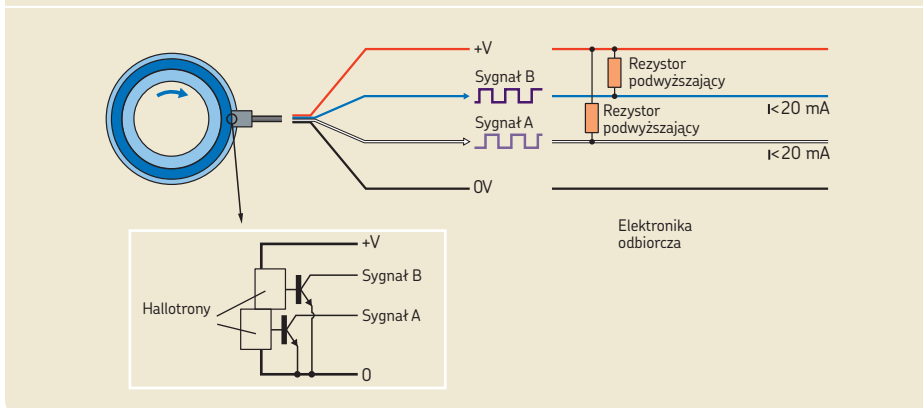 +V
Sygnał B
Rezystor
podwyższający
I<20 mA
Rezystor
podwyższający
Sygnał A
I<20 mA
0V
Elektronika
odbiorcza
+V
Sygnał B
Hallotrony
Sygnał A
0